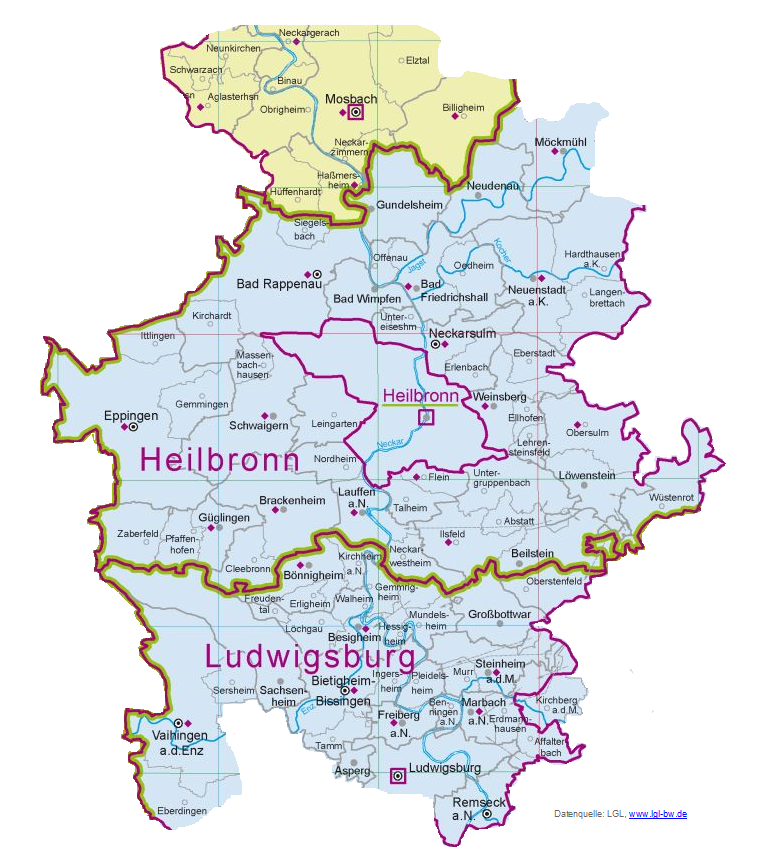 Neckargerach
Neunkirchen
Elztal
Schwarzach
Binau
sn
Aglasterhsn
Mosbach
Obrigheim
Billigheim
Neckar-
zimmern
Möckmühl
Haßmers-
heim
Hüffenhardt
Neudenau
Gundelsheim
Siegels-
bach
Kocher
Offenau
Jagst
Oedheim
Hardthausen
a.K.
Bad Rappenau
Bad
Friedrichshall
Neuenstadt
a.K.
Langen-
brettach
Bad Wimpfen
Kirchardt
Unter-
eisesheim
Ittlingen
Neckarsulm
Massen-
bach-
hausen
Eberstadt
Erlenbach
Gemmingen
Heilbronn
Weinsberg
Eppingen
Schwaigern
Leingarten
Ellhofen
Obersulm
Neckar
Lehren-
steinsfeld
Heilbronn
Nordheim
Flein
Unter-
gruppenbach
Löwenstein
Lauffen
a.N.
Wüstenrot
Brackenheim
Talheim
Güglingen
Abstatt
Zaberfeld
Pfaffen-
hofen
Ilsfeld
Neckar-
westheim
Beilstein
Cleebronn
Kirchheim
a.N.
Bönnigheim
Oberstenfeld
Gemmrig-
heim
Freuden-
tal
Erligheim
Walheim
Mundels-
heim
Großbottwar
Löchgau
Hessig-
heim
Besigheim
Ludwigsburg
Steinheim
a.d.M.
Ingers-
heim
Pleidels-
heim
Murr
Sersheim
Sachsen-
heim
Bietigheim-
Bissingen
Enz
Ben-
ningen
a.N.
Marbach
a.N.
Kirchberg
a.d.M.
Freiberg
a.N.
Erdmann-
hausen
Vaihingen
a.d.Enz
Tamm
Affalter-
bach
Asperg
Ludwigsburg
Eberdingen
Remseck
a.N.
Datenquelle: LGL, www.lgl-bw.de